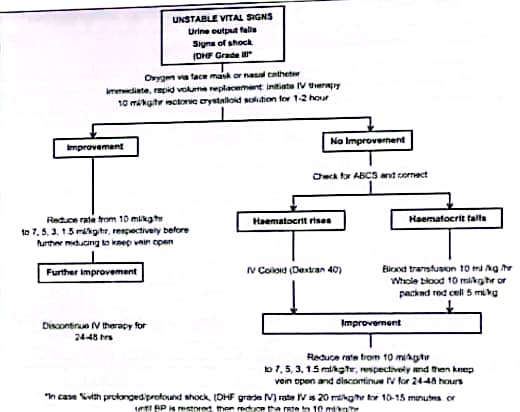 UNSTABLE VITAL SIGNS
Urine output falls
Signs of shock
(DHF Grade III*
Oxygen via face mask or nasal catheter
Immediate, rapid volume replacement: initiate IV therapy
10 ml/kg/hr isotonic crystalloid solution for 1-2 hour
Improvement
No Improvement
Check for ABCS and correct
Reduce rate from 10 ml/kg/hr
to 7, 5, 3, 1.5 ml/kg/hr, respectively before
further reducing to keep vein open
Haematocrit rises
Haematocrit falls
Further improvement
IV Colloid (Dextran 40)
Blood transfusion 10 ml /kg /hr
Whole blood 10 ml/kg/hr or
packed red cell 5 ml/kg
Discontinue IV therapy for
24-48 hrs
Improvement
Reduce rate from 10 ml/kg/hr
to 7, 5, 3, 1.5 ml/kg/hr, respectively and then keep
vein open and discontinue IV for 24-48 hours
*In case %with prolonged/profound shock, (DHF grade IV) rate IV is 20 ml/kg/hr for 10-15 minutes, or
until BP is restored, then reduce the rate to 10 ml/kg/hr